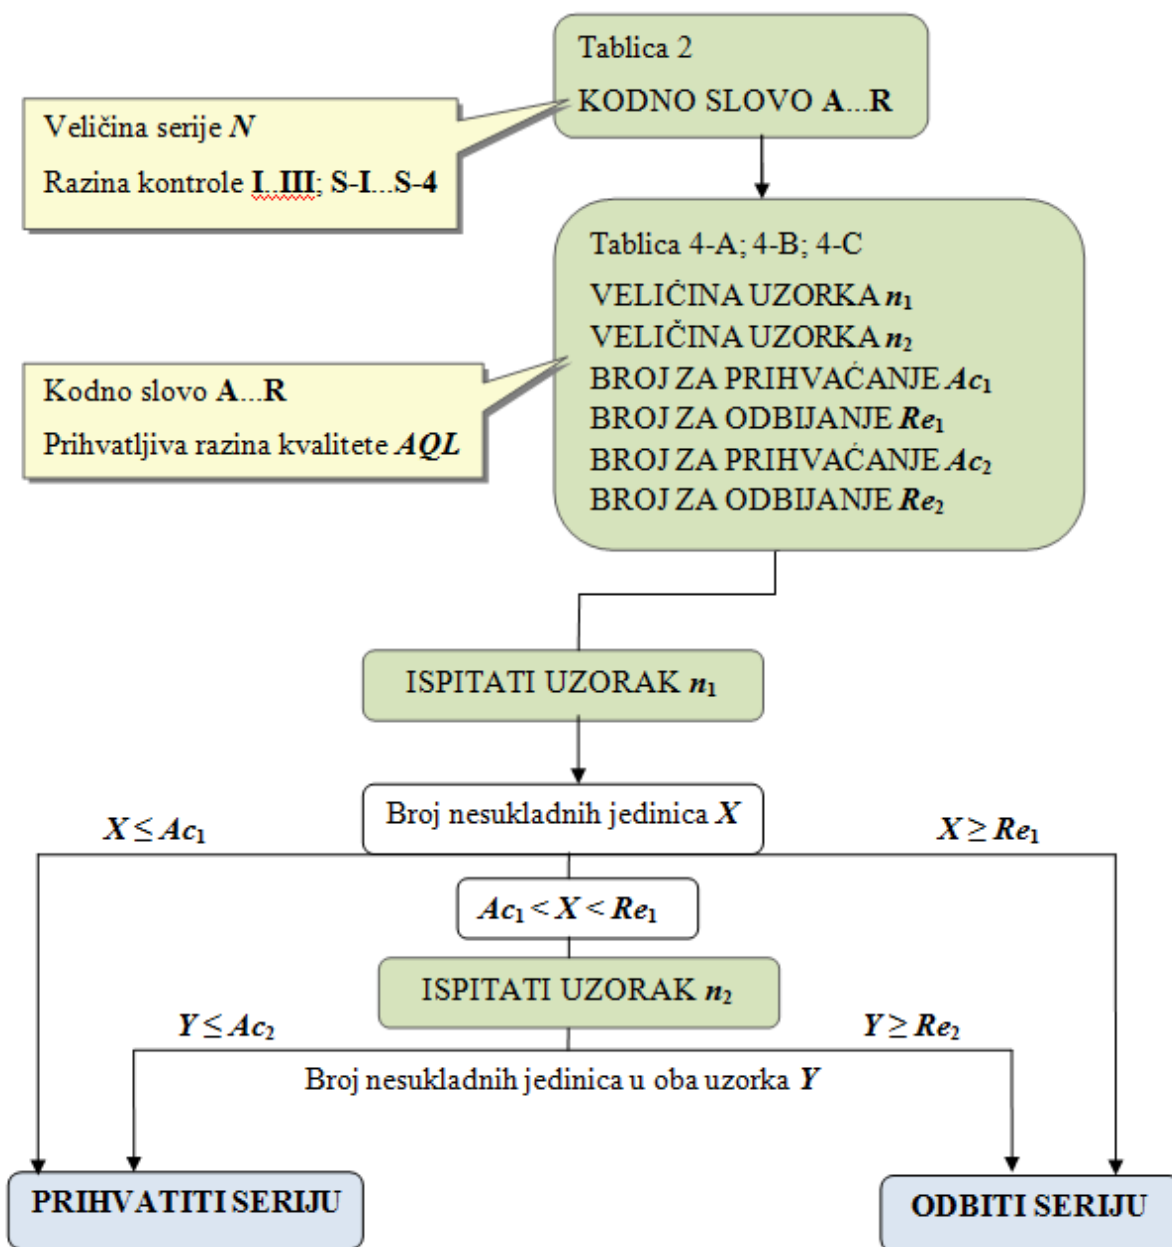 Tablica 2
KODNO SLOVO A...R
Veličina serije N
Razina kontrole I..III; S-I...S-4
Tablica 4-A; 4-B; 4-C
VELIČINA UZORKA n₁
VELIČINA UZORKA n₂
BROJ ZA PRIHVAĆANJE Ac₁
BROJ ZA ODBIJANJE Re₁
BROJ ZA PRIHVAĆANJE Ac₂
BROJ ZA ODBIJANJE Re₂
Kodno slovo A...R
Prihvatljiva razina kvalitete AQL
ISPITATI UZORAK n₁
Broj nesukladnih jedinica X
X ≤ Ac₁
X ≥ Re₁
Ac₁ < X < Re₁
ISPITATI UZORAK n₂
Y ≤ Ac₂
Y ≥ Re₂
Broj nesukladnih jedinica u oba uzorka Y
PRIHVATITI SERIJU
ODBITI SERIJU